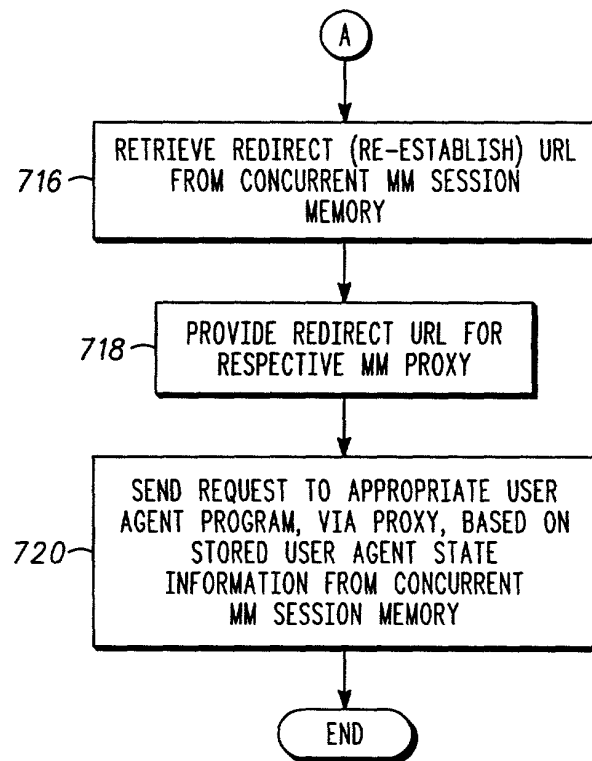 A
716
RETRIEVE REDIRECT (RE-ESTABLISH) URL
FROM CONCURRENT MM SESSION
MEMORY
718
PROVIDE REDIRECT URL FOR
RESPECTIVE MM PROXY
720
SEND REQUEST TO APPROPRIATE USER
AGENT PROGRAM, VIA PROXY, BASED ON
STORED USER AGENT STATE
INFORMATION FROM CONCURRENT
MM SESSION MEMORY
END